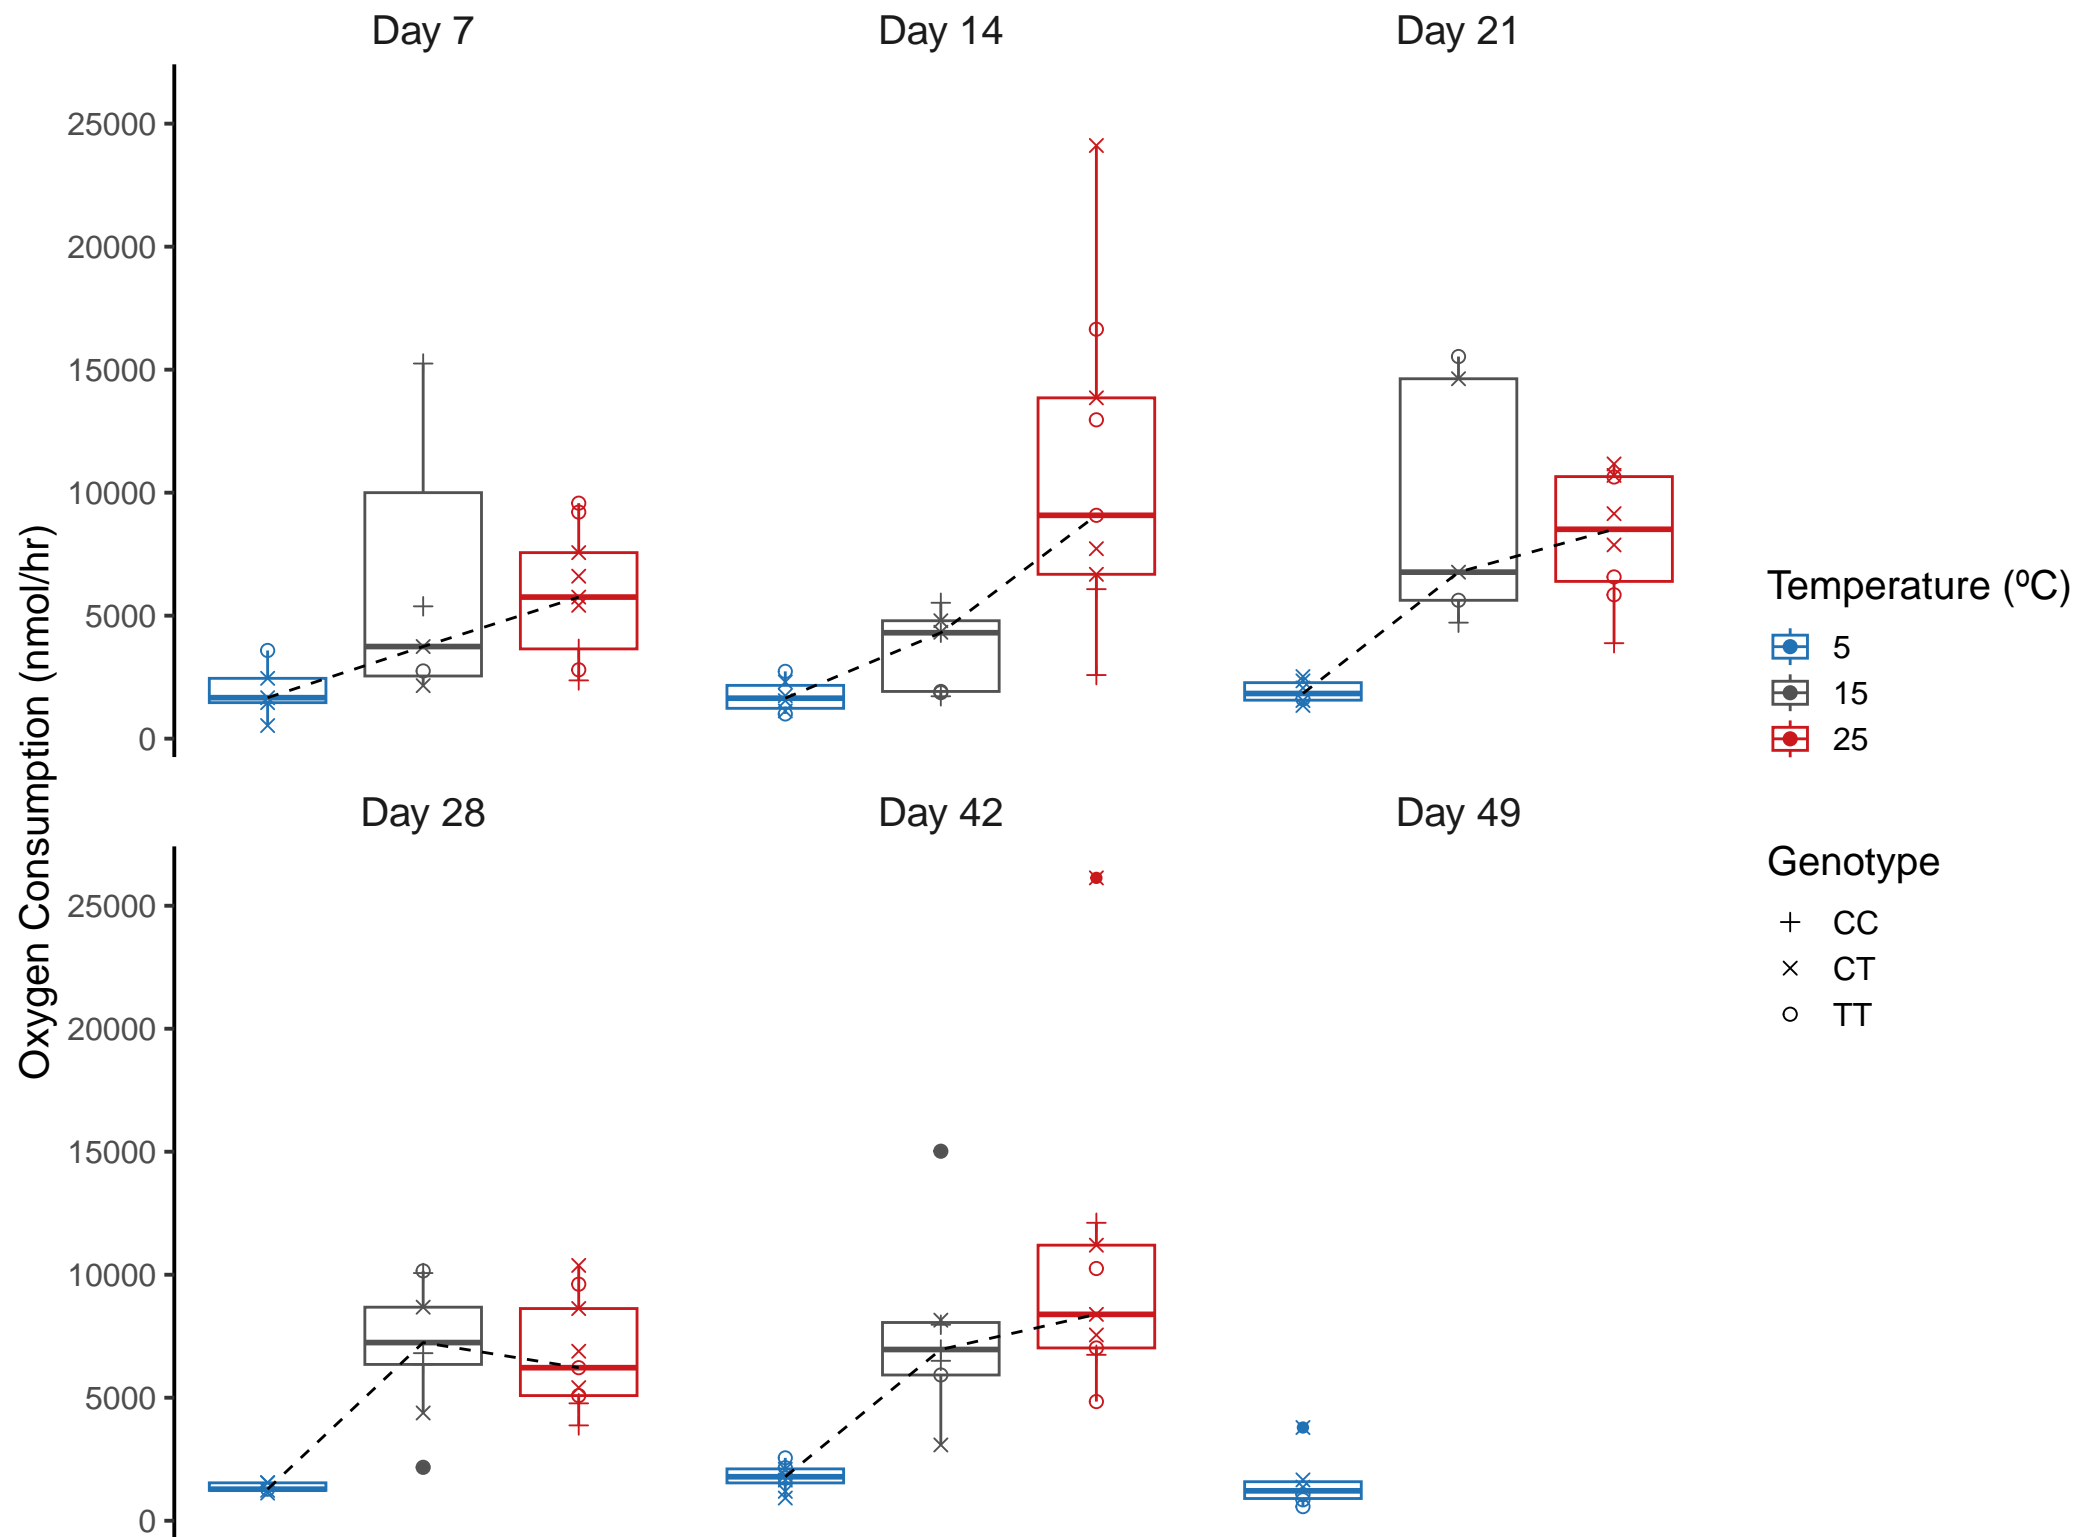 Day 7
Day 14
Day 21
25000
20000
15000
10000
5000
0
Oxygen Consumption (nmol/hr)
Day 28
Day 42
Day 49
25000
20000
15000
10000
5000
0
Temperature (ºC)
5
15
25
Genotype
CC
CT
TT